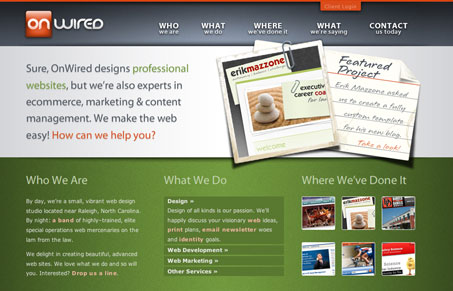 Client Login
ON WIRED
WHO
we are
WHAT
we do
WHERE
we've done it
WHAT
we're saying
CONTACT
us today
Sure, OnWired designs professional
websites, but we're also experts in
ecommerce, marketing & content
management. We make the web
easy! How can we help you?
erikmazzone
executive
career coa
for la
welcome
Featured
Project
Erik Mazzone asked
us to create a fully
custom template
for his new blog.
Take a look!
Who We Are
By day, we're a small, vibrant web design
studio located near Raleigh, North Carolina.
By night: a band of highly-trained, elite
special operations web mercenaries on the
lam from the law.
We delight in creating beautiful, advanced
web sites. We love what we do and so will
you. Interested? Drop us a line.
What We Do
Design »
Design of all kinds is our passion. We'll
happily discuss your visionary web ideas,
print plans, email newsletter woes
and identity goals.
Web Development »
Web Marketing »
Other Services »
Where We've Done It
erikmazzone